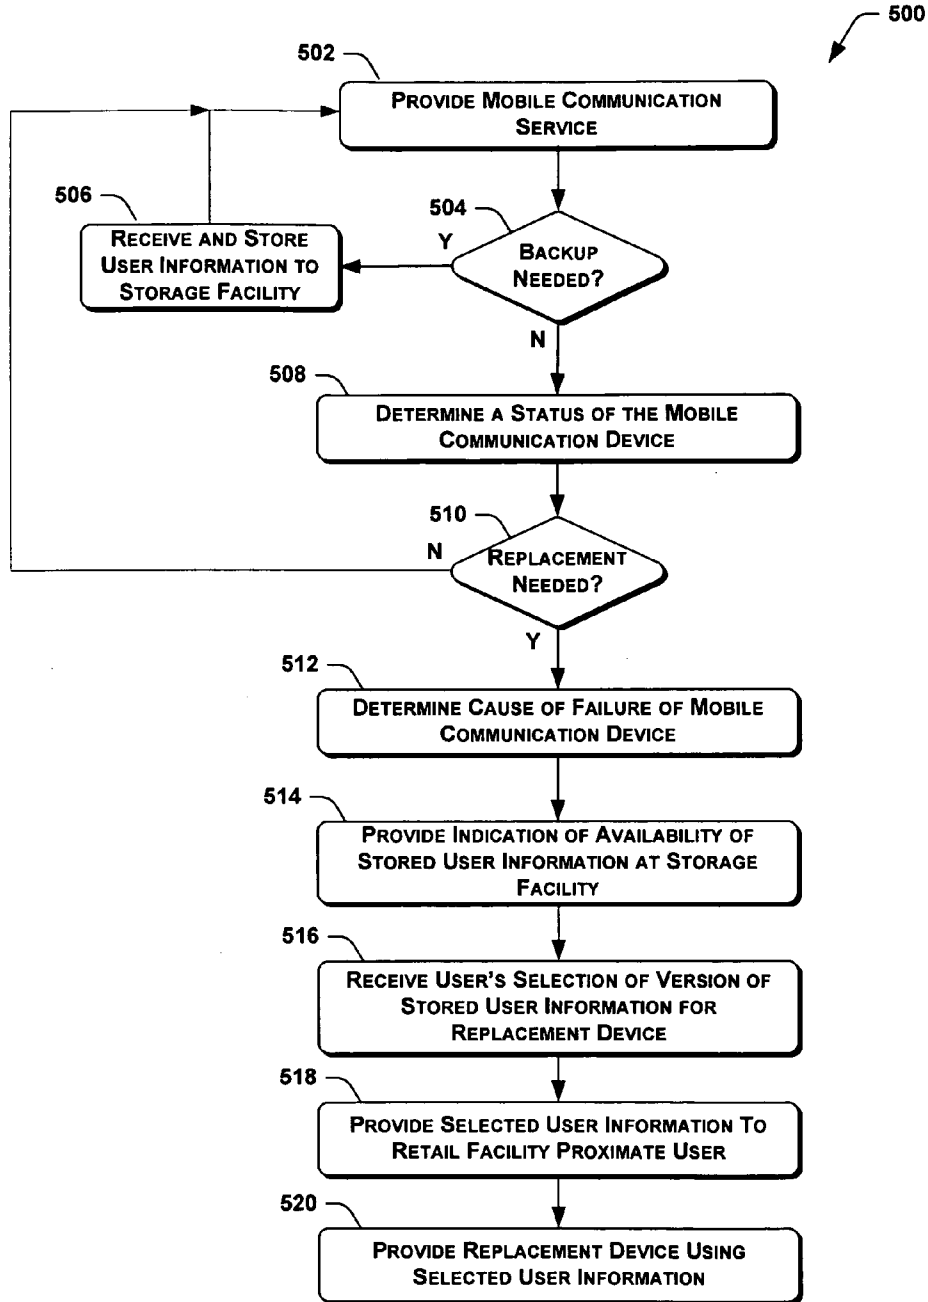 500
502
PROVIDE MOBILE COMMUNICATION
SERVICE
506
504
RECEIVE AND STORE
USER INFORMATION TO
STORAGE FACILITY
Y
BACKUP
NEEDED?
N
508
DETERMINE A STATUS OF THE MOBILE
COMMUNICATION DEVICE
510
N
REPLACEMENT
NEEDED?
Y
512
DETERMINE CAUSE OF FAILURE OF MOBILE
COMMUNICATION DEVICE
514
PROVIDE INDICATION OF AVAILABILITY OF
STORED USER INFORMATION AT STORAGE
FACILITY
516
RECEIVE USER'S SELECTION OF VERSION OF
STORED USER INFORMATION FOR
REPLACEMENT DEVICE
518
PROVIDE SELECTED USER INFORMATION TO
RETAIL FACILITY PROXIMATE USER
520
PROVIDE REPLACEMENT DEVICE USING
SELECTED USER INFORMATION